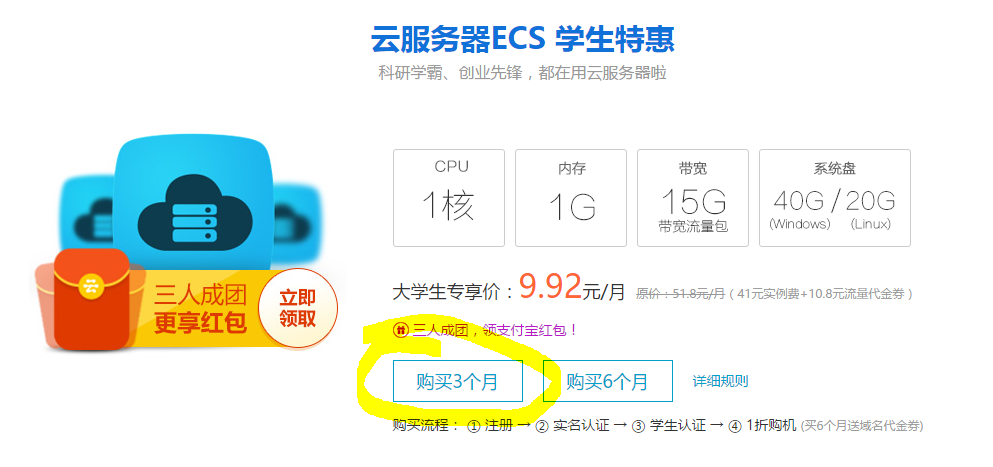 云服务器ECS 学生特惠
科研学霸、创业先锋，都在用云服务器啦
CPU
1核
内存
1G
带宽
15G
带宽流量包
系统盘
40G / 20G
(Windows) (Linux)
三人成团
更享红包
立即
领取
大学生专享价：9.92元/月 原价：51.8元/月（41元实例费+10.8元流量代金券）
三人成团，领支付宝红包！
购买3个月 购买6个月 详细规则
购买流程： ① 注册 → ② 实名认证 → ③ 学生认证 → ④ 1折购机 (买6个月送域名代金券)